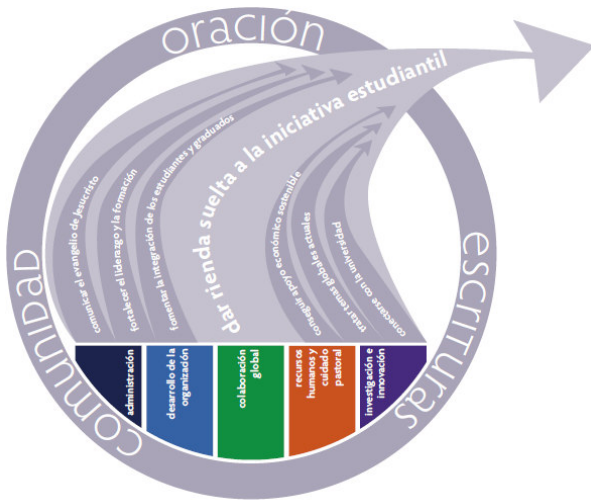 oración
comunidad
escrituras
dar rienda suelta a la iniciativa estudiantil
comunicar el evangelio de Jesucristo
fortalecer el liderazgo y la formación
fomentar la integración de los estudiantes y graduados
conseguir apoyo económico sostenible
tratar temas globales actuales
conectarse con la universidad
administración
desarrollo de la
organización
colaboración
global
recursos
humanos y
cuidado
pastoral
investigación e
innovación